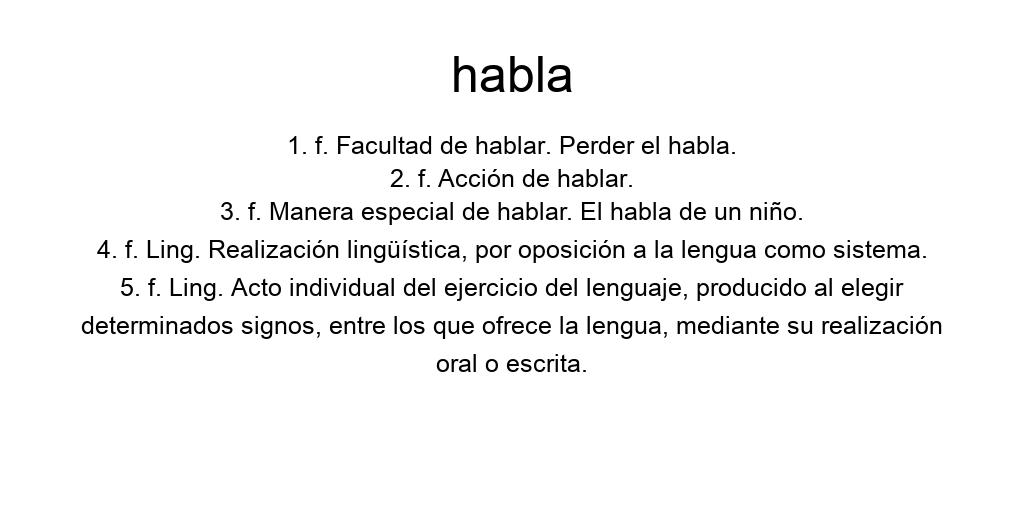 habla
1. f. Facultad de hablar. Perder el habla.
2. f. Acción de hablar.
3. f. Manera especial de hablar. El habla de un niño.
4. f. Ling. Realización lingüística, por oposición a la lengua como sistema.
5. f. Ling. Acto individual del ejercicio del lenguaje, producido al elegir
determinados signos, entre los que ofrece la lengua, mediante su realización
oral o escrita.